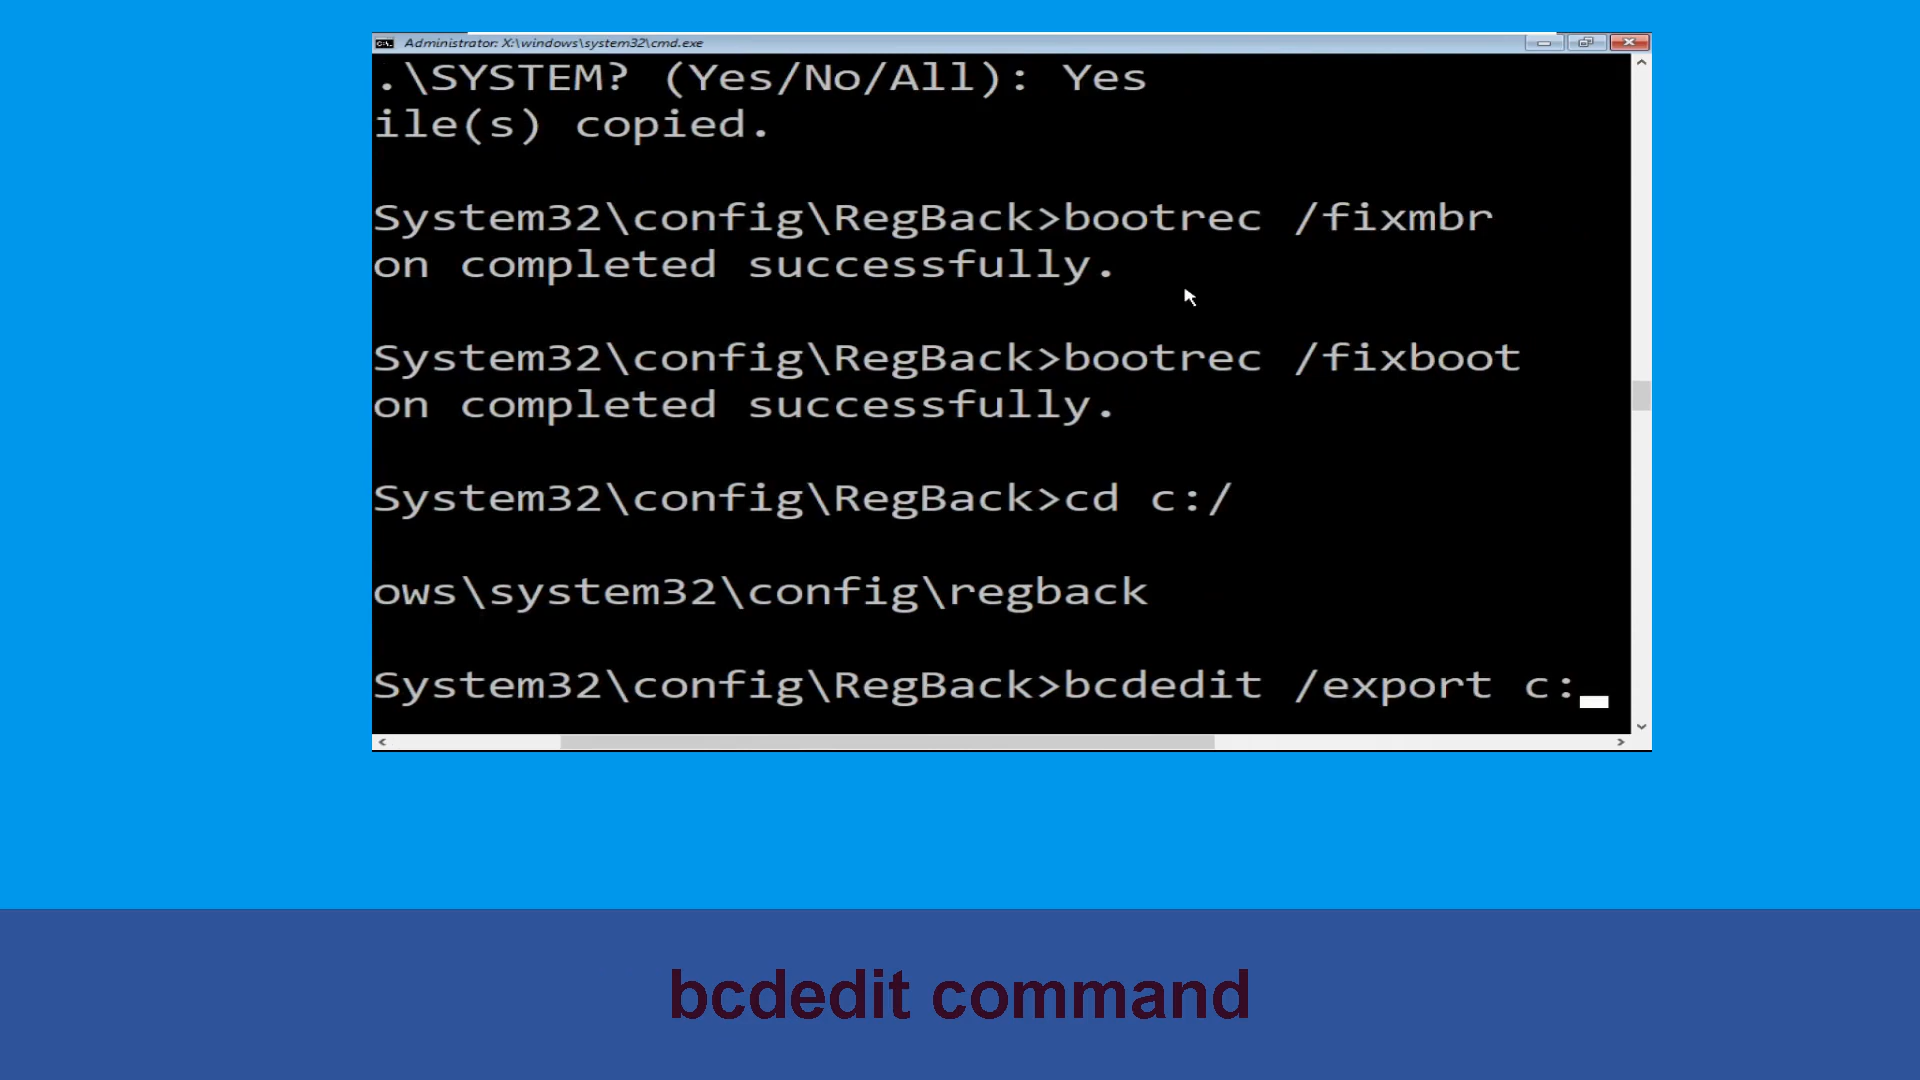 Administrator: X:\windows\system32\cmd.exe
.\SYSTEM? (Yes/No/All): Yes
ile(s) copied.
System32\config\RegBack>bootrec /fixmbr
on completed successfully.
System32\config\RegBack>bootrec /fixboot
on completed successfully.
System32\config\RegBack>cd c:/
ows\system32\config\regback
System32\config\RegBack>bcdedit /export c:
bcdedit command